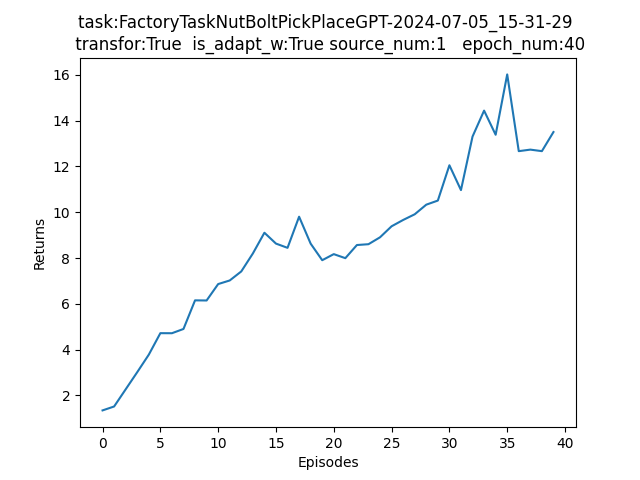 task:FactoryTaskNutBoltPickPlaceGPT-2024-07-05_15-31-29
transfor:True  is_adapt_w:True source_num:1   epoch_num:40
16
14
12
10
8
6
4
2
Returns
0 5 10 15 20 25 30 35 40
Episodes